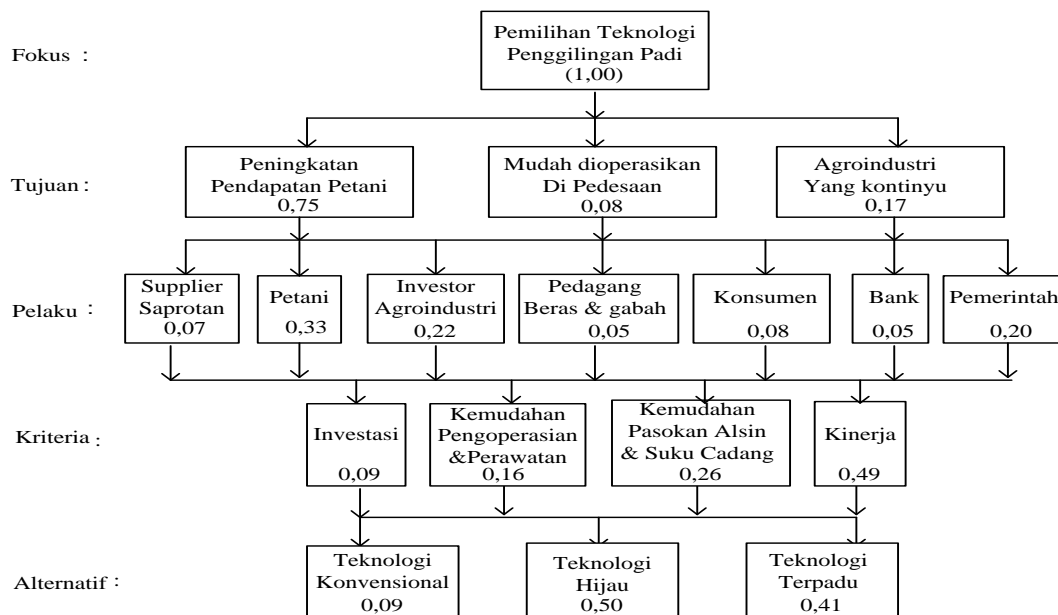 Fokus :
Pemilihan Teknologi
Penggilingan Padi
(1,00)
Tujuan :
Peningkatan
Pendapatan Petani
0,75
Mudah dioperasikan
Di Pedesaan
0,08
Agroindustri
Yang kontinyu
0,17
Pelaku :
Supplier
Saprotan
0,07
Petani
0,33
Investor
Agroindustri
0,22
Pedagang
Beras & gabah
0,05
Konsumen
0,08
Bank
0,05
Pemerintah
0,20
Kriteria :
Investasi
0,09
Kemudahan
Pengoperasian
&Perawatan
0,16
Kemudahan
Pasokan Alsin
& Suku Cadang
0,26
Kinerja
0,49
Alternatif :
Teknologi
Konvensional
0,09
Teknologi
Hijau
0,50
Teknologi
Terpadu
0,41